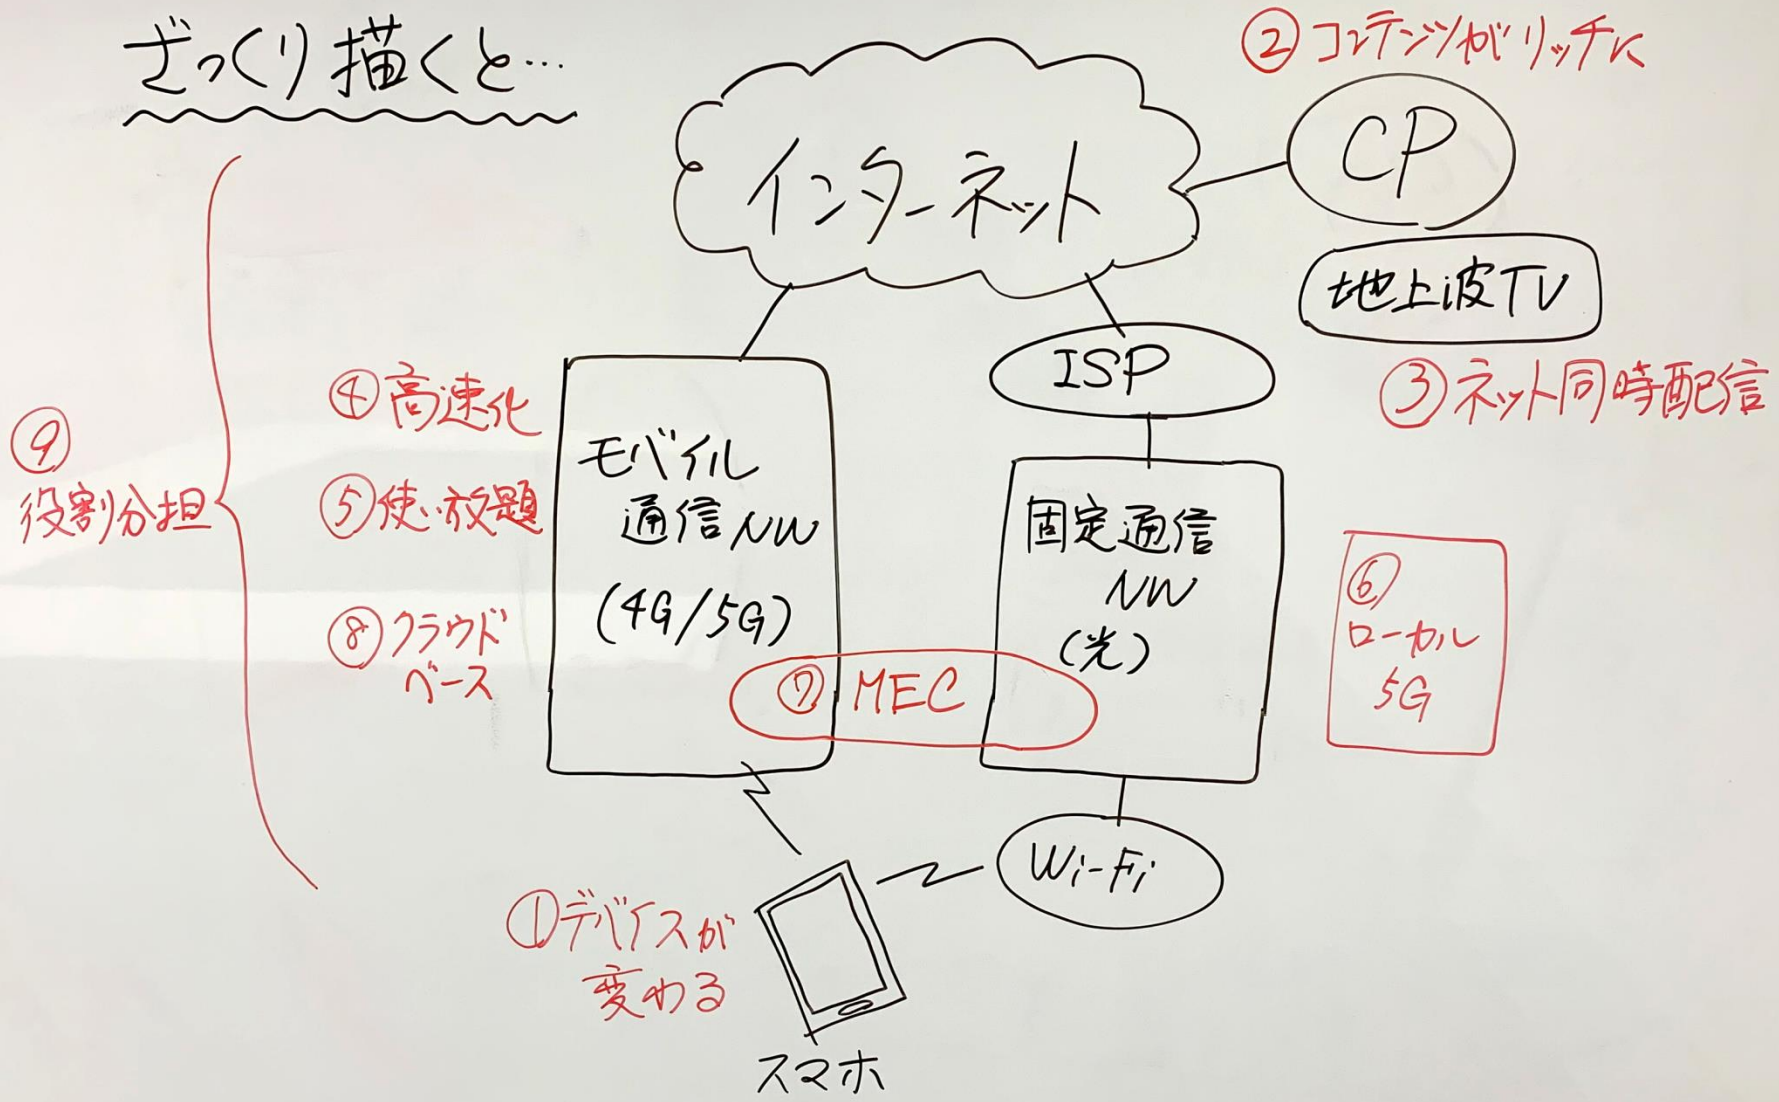 ざっくり描くと…
②コンテンツがリッチに
インターネット
CP
地上波TV
③ネット同時配信
ISP
④高速化
⑤使い放題
⑧クラウド
ベース
⑨
役割分担
モバイル
通信NW
(4G/5G)
固定通信
NW
(光)
⑥
ローカル
5G
⑦MEC
Wi-Fi
①デバイスが
変わる
スマホ